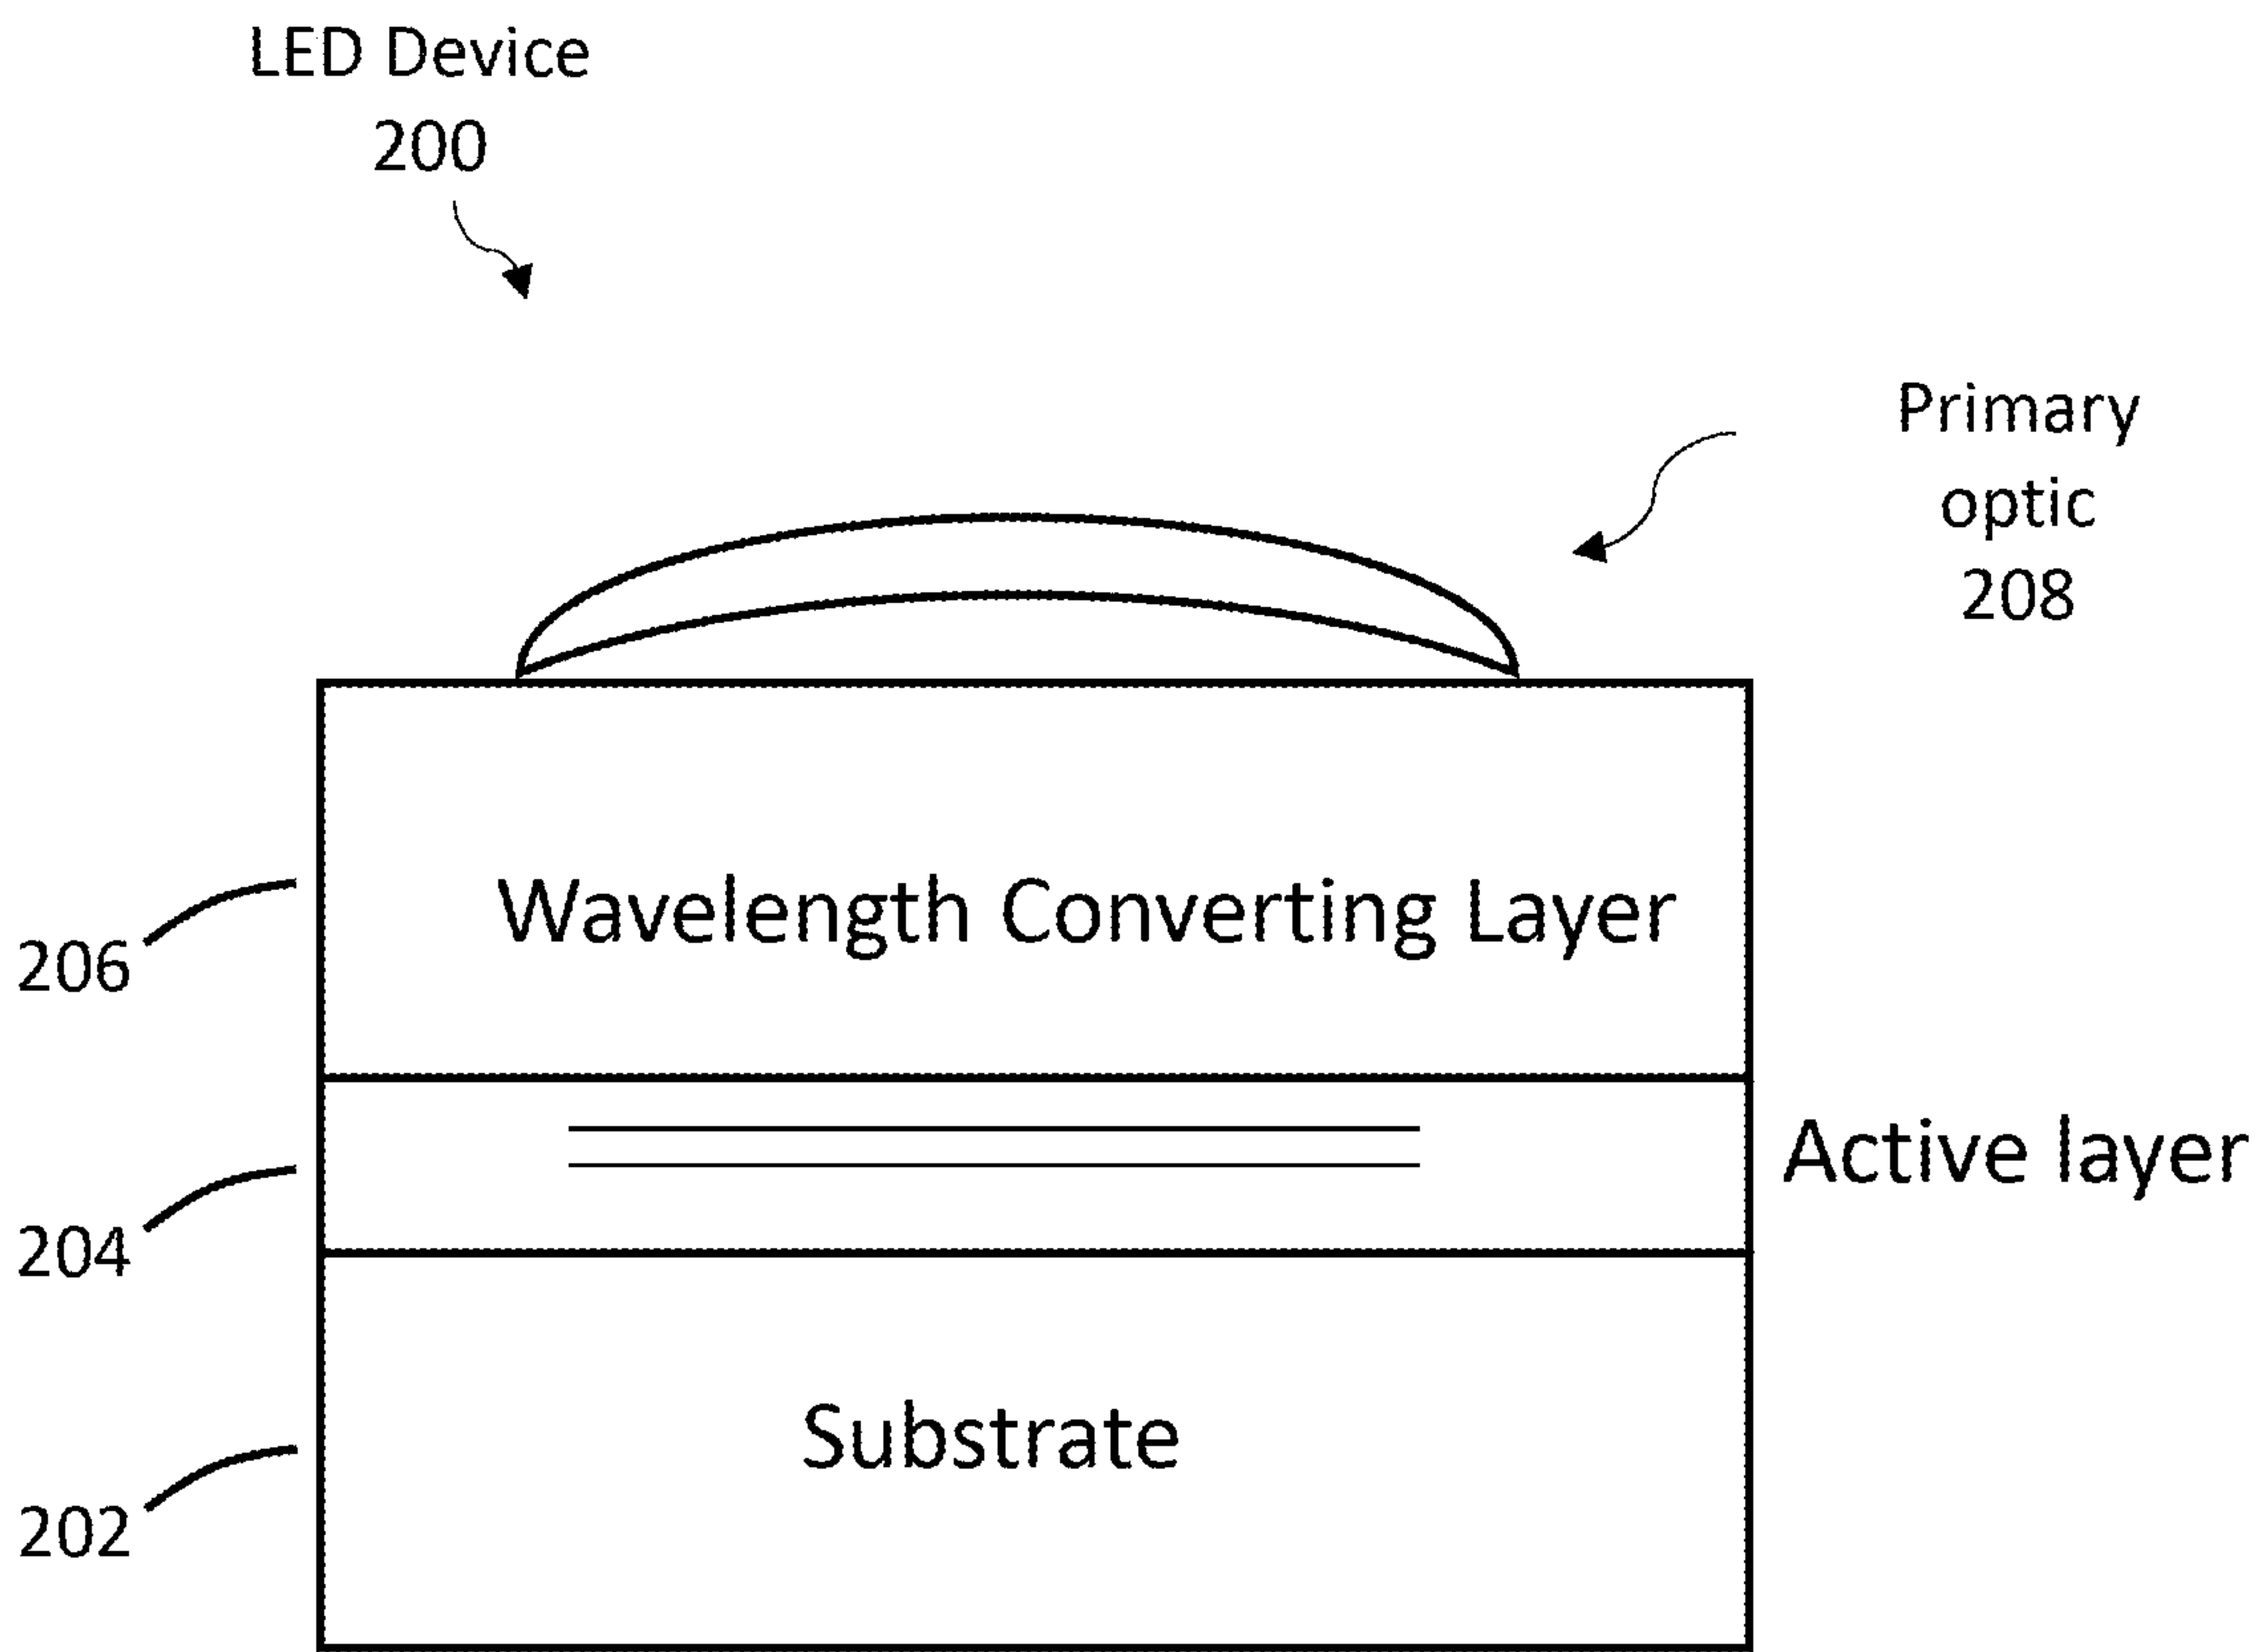 LED Device
200
Primary
optic
208
Wavelength Converting Layer
206
Active layer
204
Substrate
202